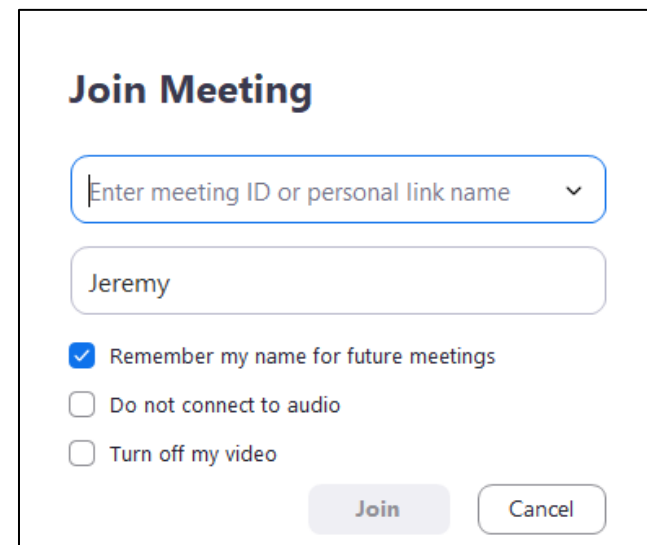 Join Meeting
Enter meeting ID or personal link name
Jeremy
Remember my name for future meetings
Do not connect to audio
Turn off my video
Join Cancel